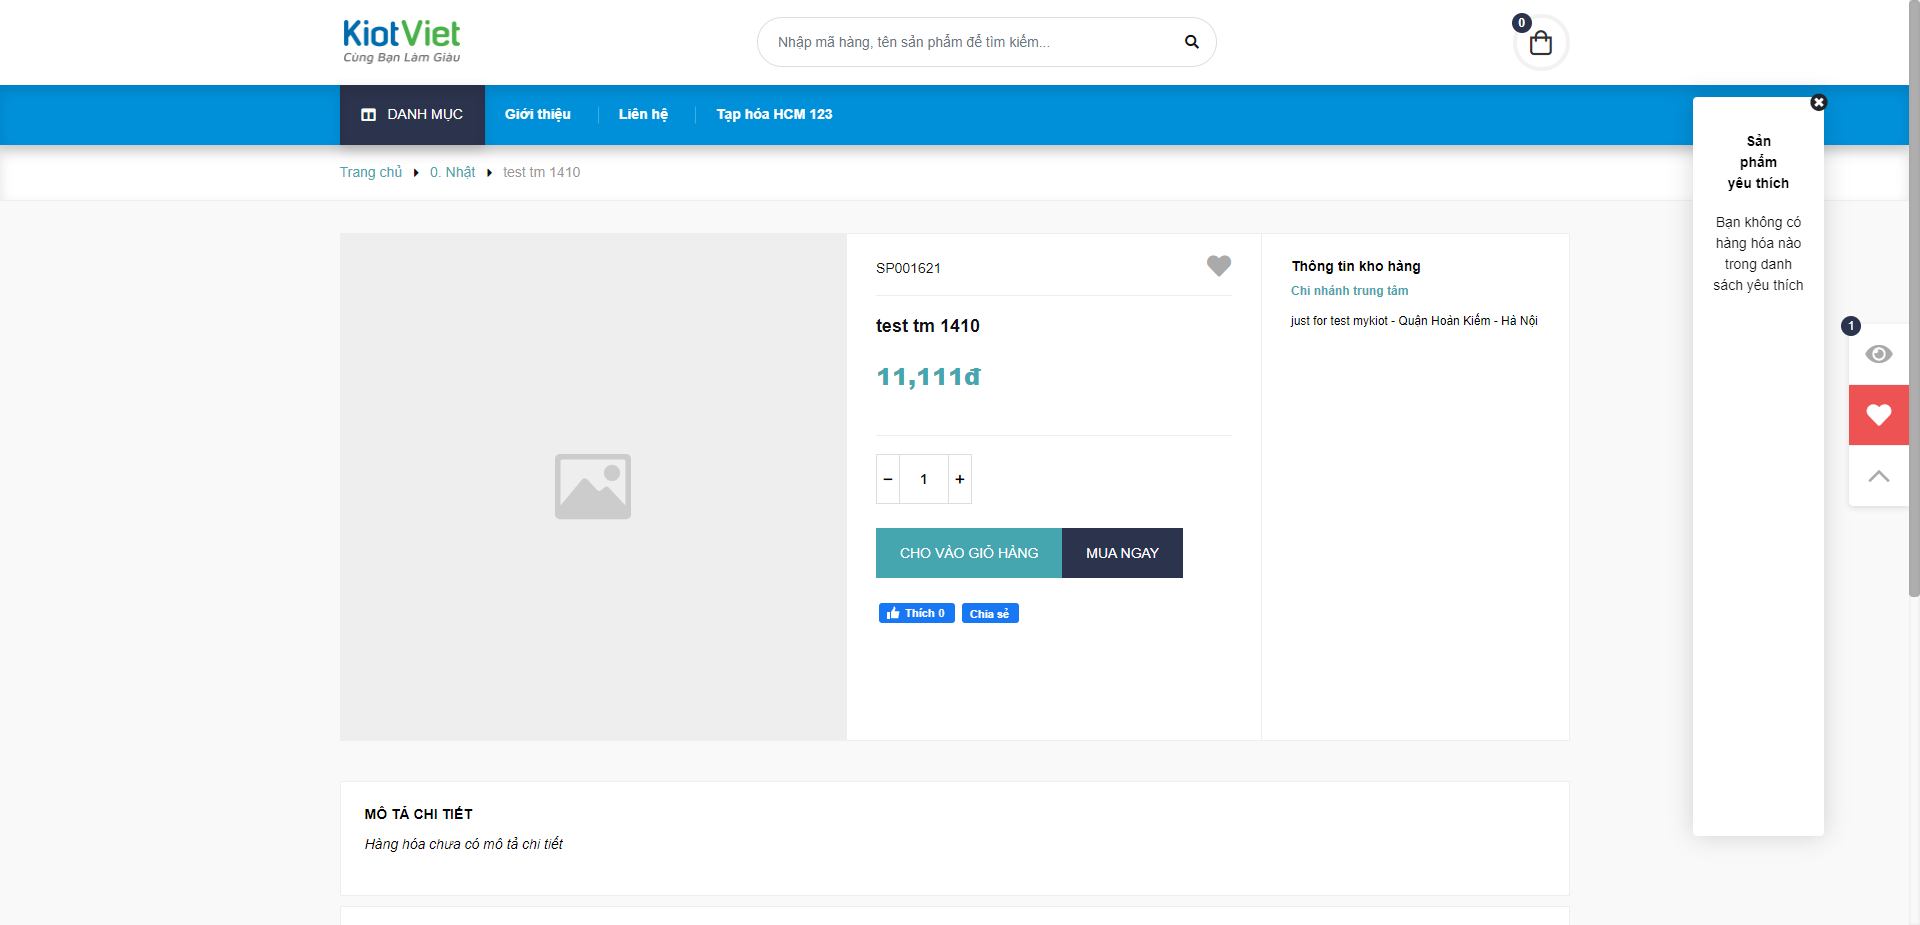 KiotViet
Cùng Bạn Làm Giàu
Nhập mã hàng, tên sản phẩm để tìm kiếm...
0
DANH MỤC
Giới thiệu
Liên hệ
Tạp hóa HCM 123
Trang chủ
0. Nhật
test tm 1410
SP001621
test tm 1410
11,111đ
− 1 +
CHO VÀO GIỎ HÀNG
MUA NGAY
Thích 0
Chia sẻ
Thông tin kho hàng
Chi nhánh trung tâm
just for test mykiot - Quận Hoàn Kiếm - Hà Nội
Sản
phẩm
yêu thích
Bạn không có
hàng hóa nào
trong danh
sách yêu thích
1
MÔ TẢ CHI TIẾT
Hàng hóa chưa có mô tả chi tiết